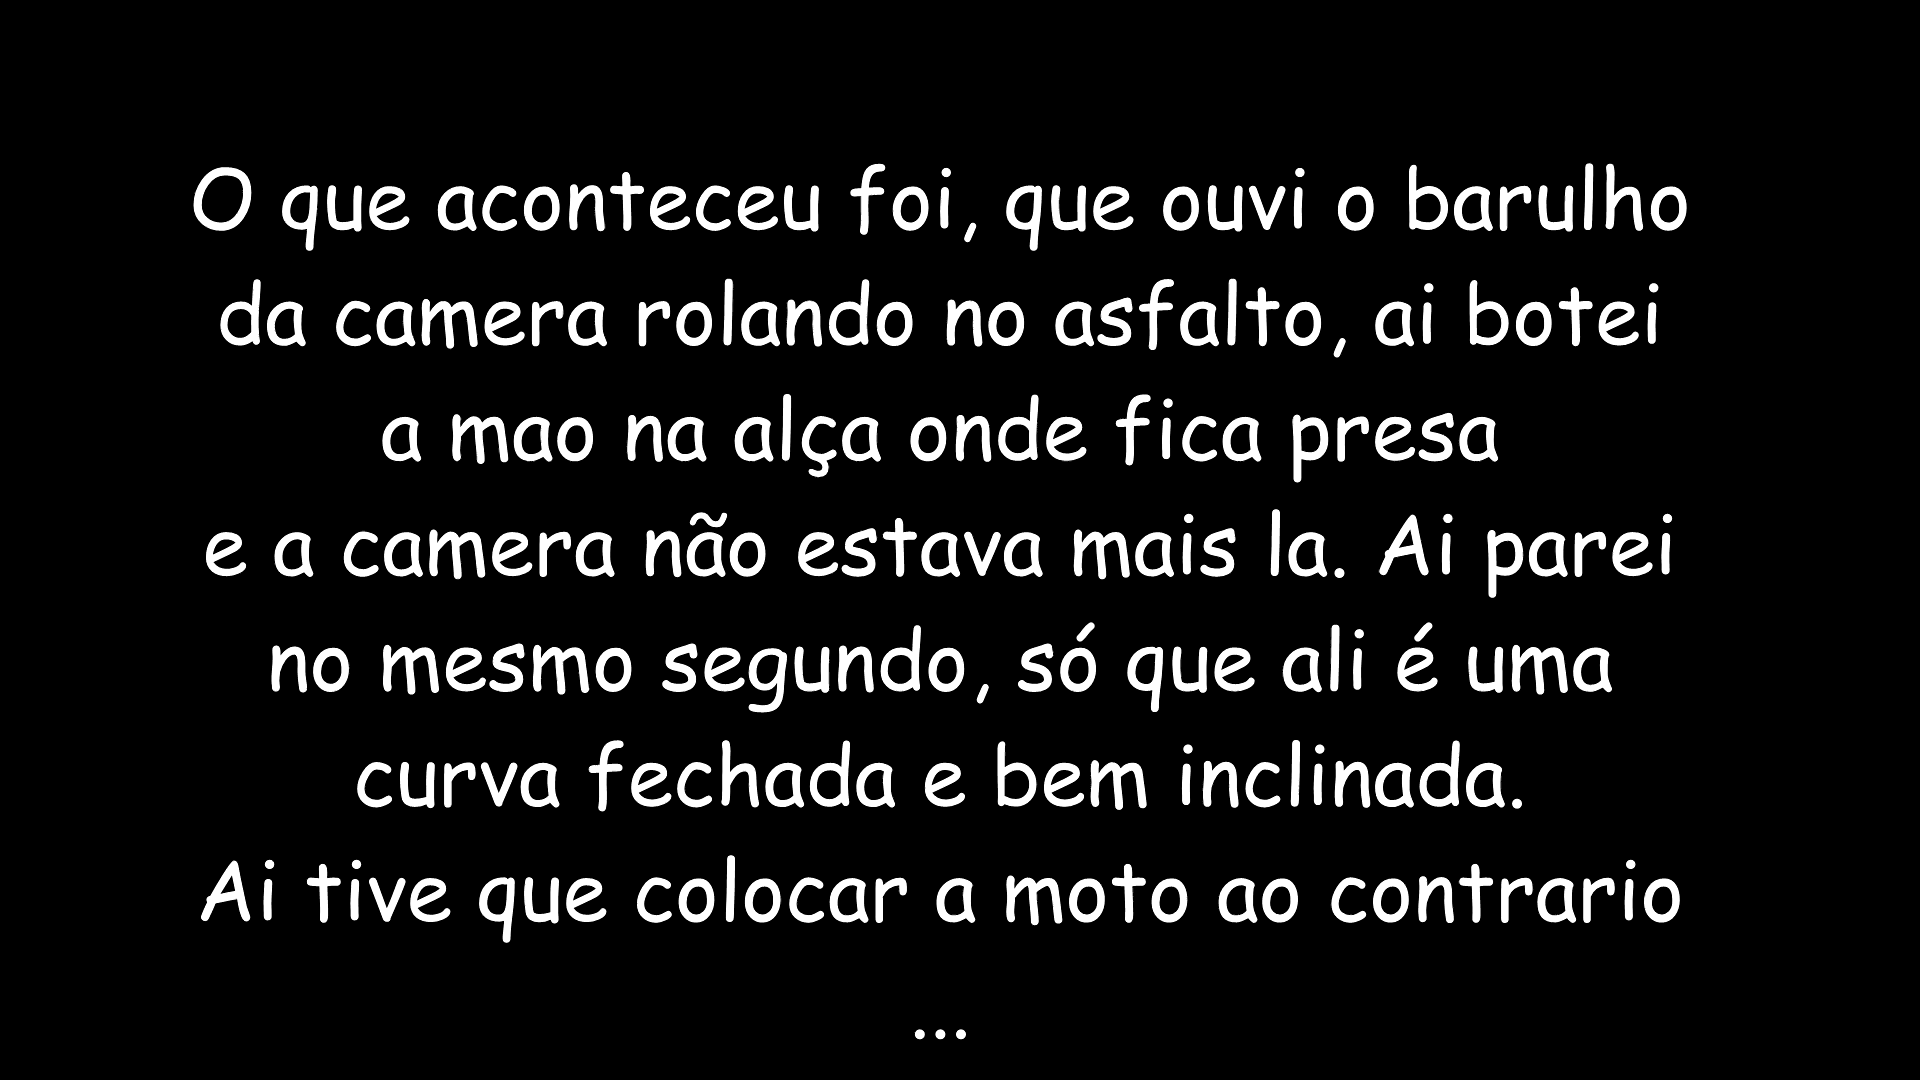 O que aconteceu foi, que ouvi o barulho
da camera rolando no asfalto, ai botei
a mao na alça onde fica presa
e a camera não estava mais la. Ai parei
no mesmo segundo, só que ali é uma
curva fechada e bem inclinada.
Ai tive que colocar a moto ao contrario
...